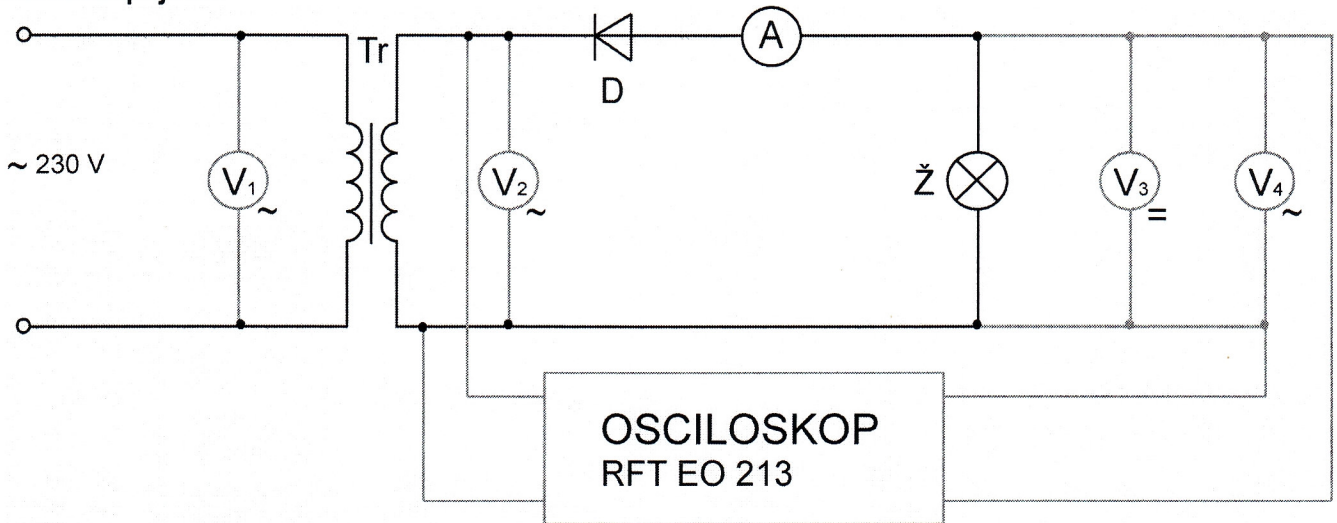 Tr
A
D
~ 230 V
V1
~
V2
~
Ž
V3
=
V4
~
OSCILOSKOP
RFT EO 213